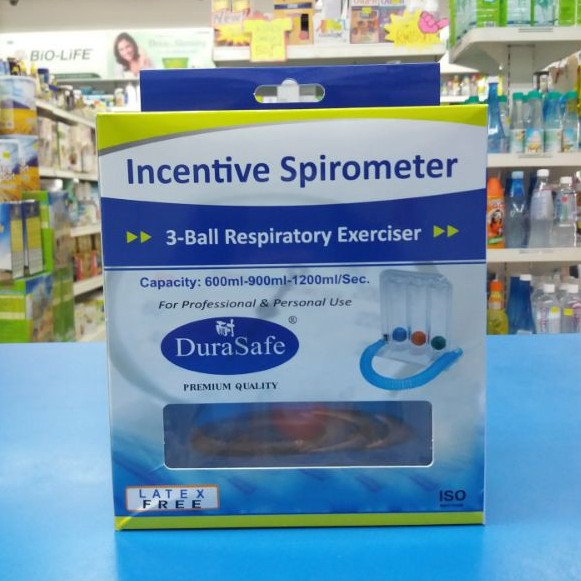 BiO-LiFE
Incentive Spirometer
3-Ball Respiratory Exerciser
Capacity: 600ml-900ml-1200ml/Sec.
For Professional & Personal Use
®
DuraSafe
PREMIUM QUALITY
LATEX
FREE
ISO